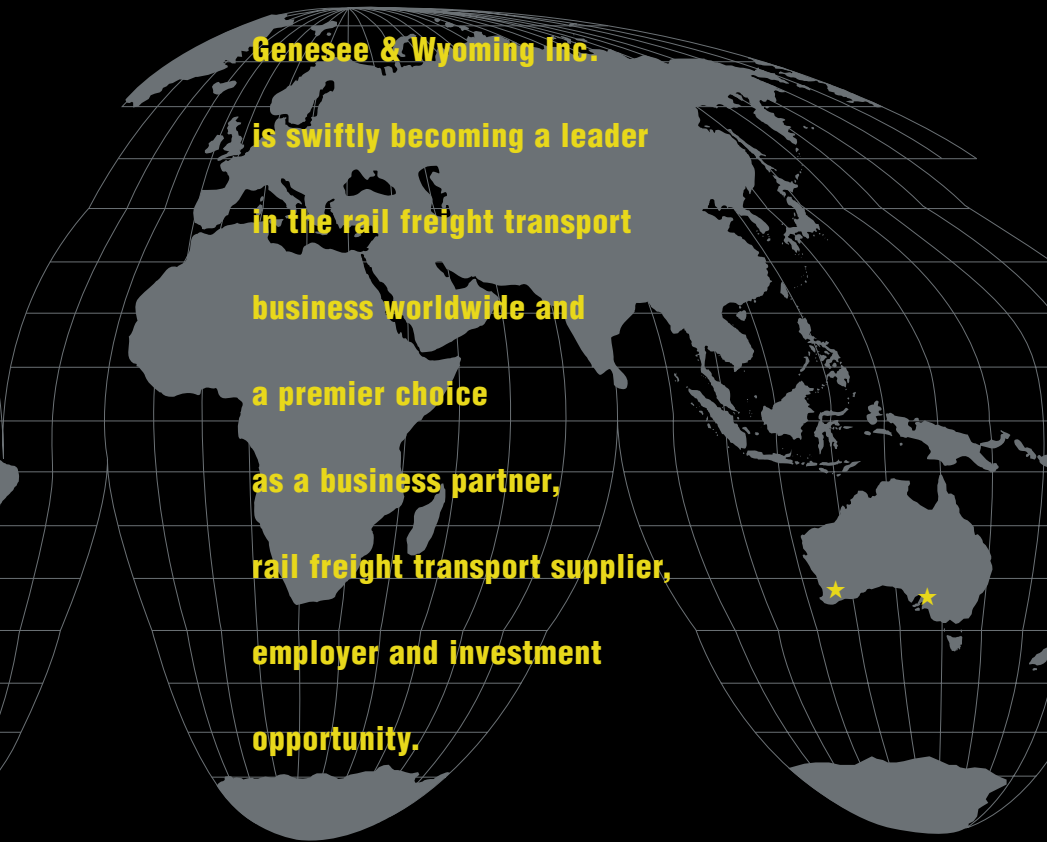 Genesee & Wyoming Inc.
is swiftly becoming a leader
in the rail freight transport
business worldwide and
a premier choice
as a business partner,
rail freight transport supplier,
employer and investment
opportunity.